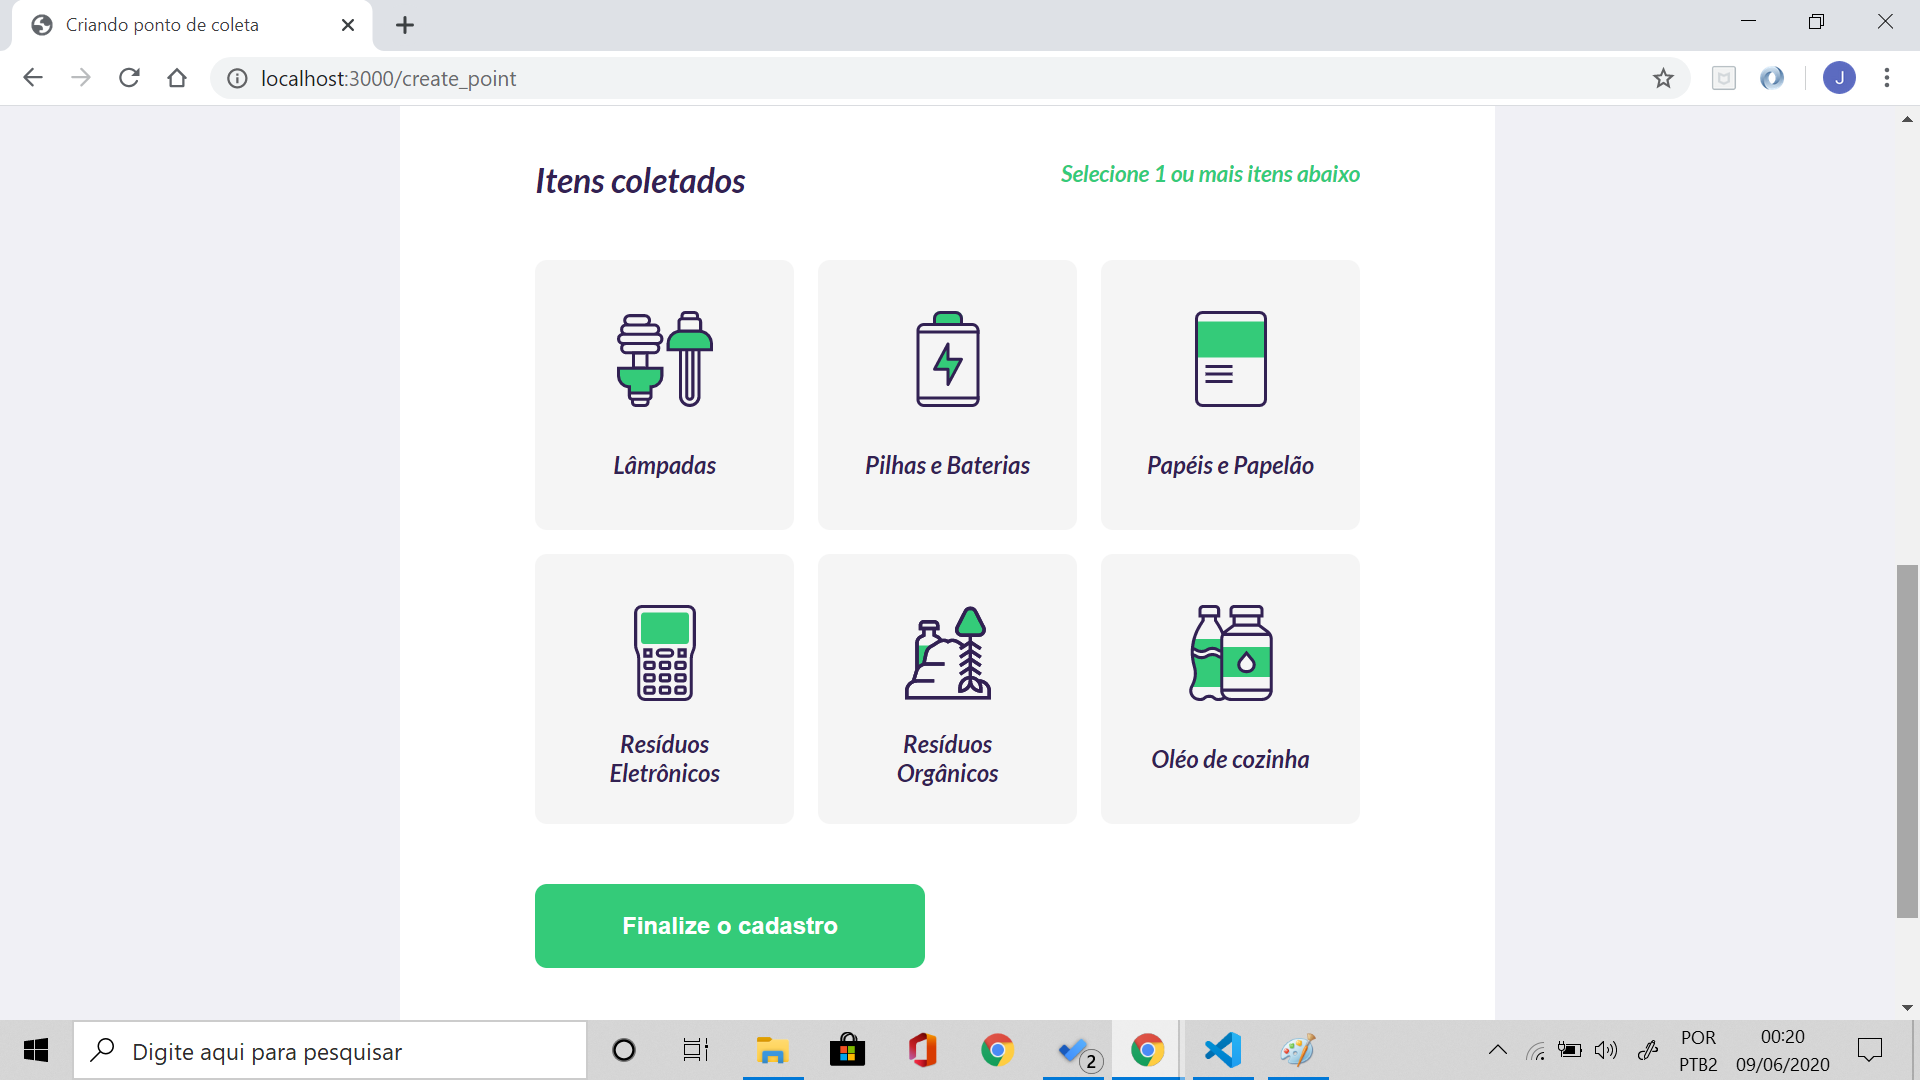 Criando ponto de coleta
localhost:3000/create_point
J
Itens coletados
Selecione 1 ou mais itens abaixo
Lâmpadas
Pilhas e Baterias
Papéis e Papelão
Resíduos
Eletrônicos
Resíduos
Orgânicos
Oléo de cozinha
Finalize o cadastro
Digite aqui para pesquisar
2
POR
PTB2
00:20
09/06/2020